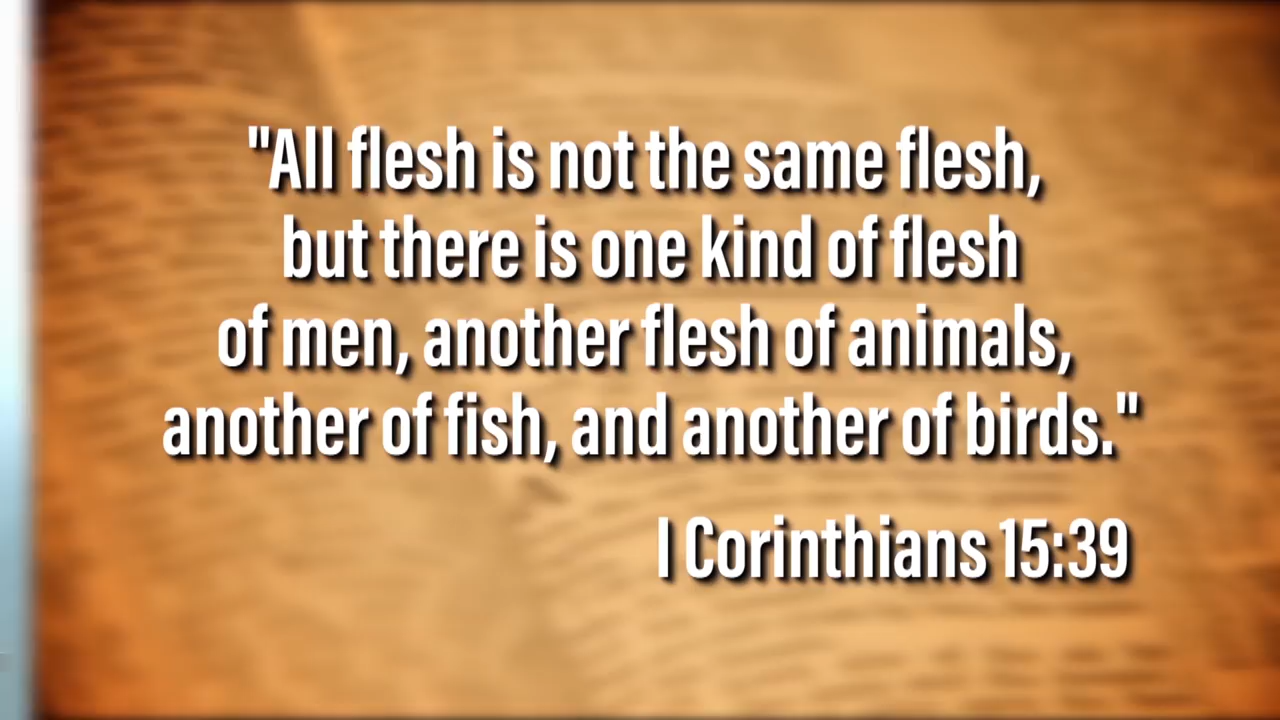 "All flesh is not the same flesh,
but there is one kind of flesh
of men, another flesh of animals,
another of fish, and another of birds."
I Corinthians 15:39